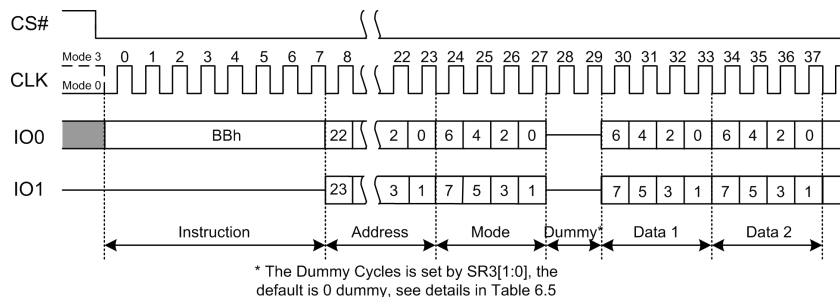 CS#
Mode 3 0 1 2 3 4 5 6 7 8 22 23 24 25 26 27 28 29 30 31 32 33 34 35 36 37
CLK
Mode 0
IO0 BBh 22 2 0 6 4 2 0 6 4 2 0 6 4 2 0
IO1 23 3 1 7 5 3 1 7 5 3 1 7 5 3 1
Instruction Address Mode Dummy* Data 1 Data 2
* The Dummy Cycles is set by SR3[1:0], the
default is 0 dummy, see details in Table 6.5